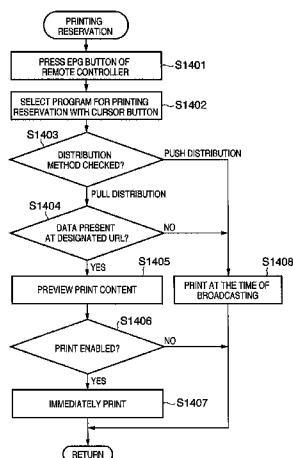 PRINTING
RESERVATION
PRESS EPG BUTTON OF
REMOTE CONTROLLER
S1401
SELECT PROGRAM FOR PRINTING
RESERVATION WITH CURSOR BUTTON
S1402
S1403
DISTRIBUTION
METHOD CHECKED?
PUSH DISTRIBUTION
PULL DISTRIBUTION
S1404
DATA PRESENT
AT DESIGNATED URL?
NO
YES
S1405
PREVIEW PRINT CONTENT
S1408
PRINT AT THE TIME OF
BROADCASTING
S1406
PRINT ENABLED?
NO
YES
IMMEDIATELY PRINT
S1407
RETURN